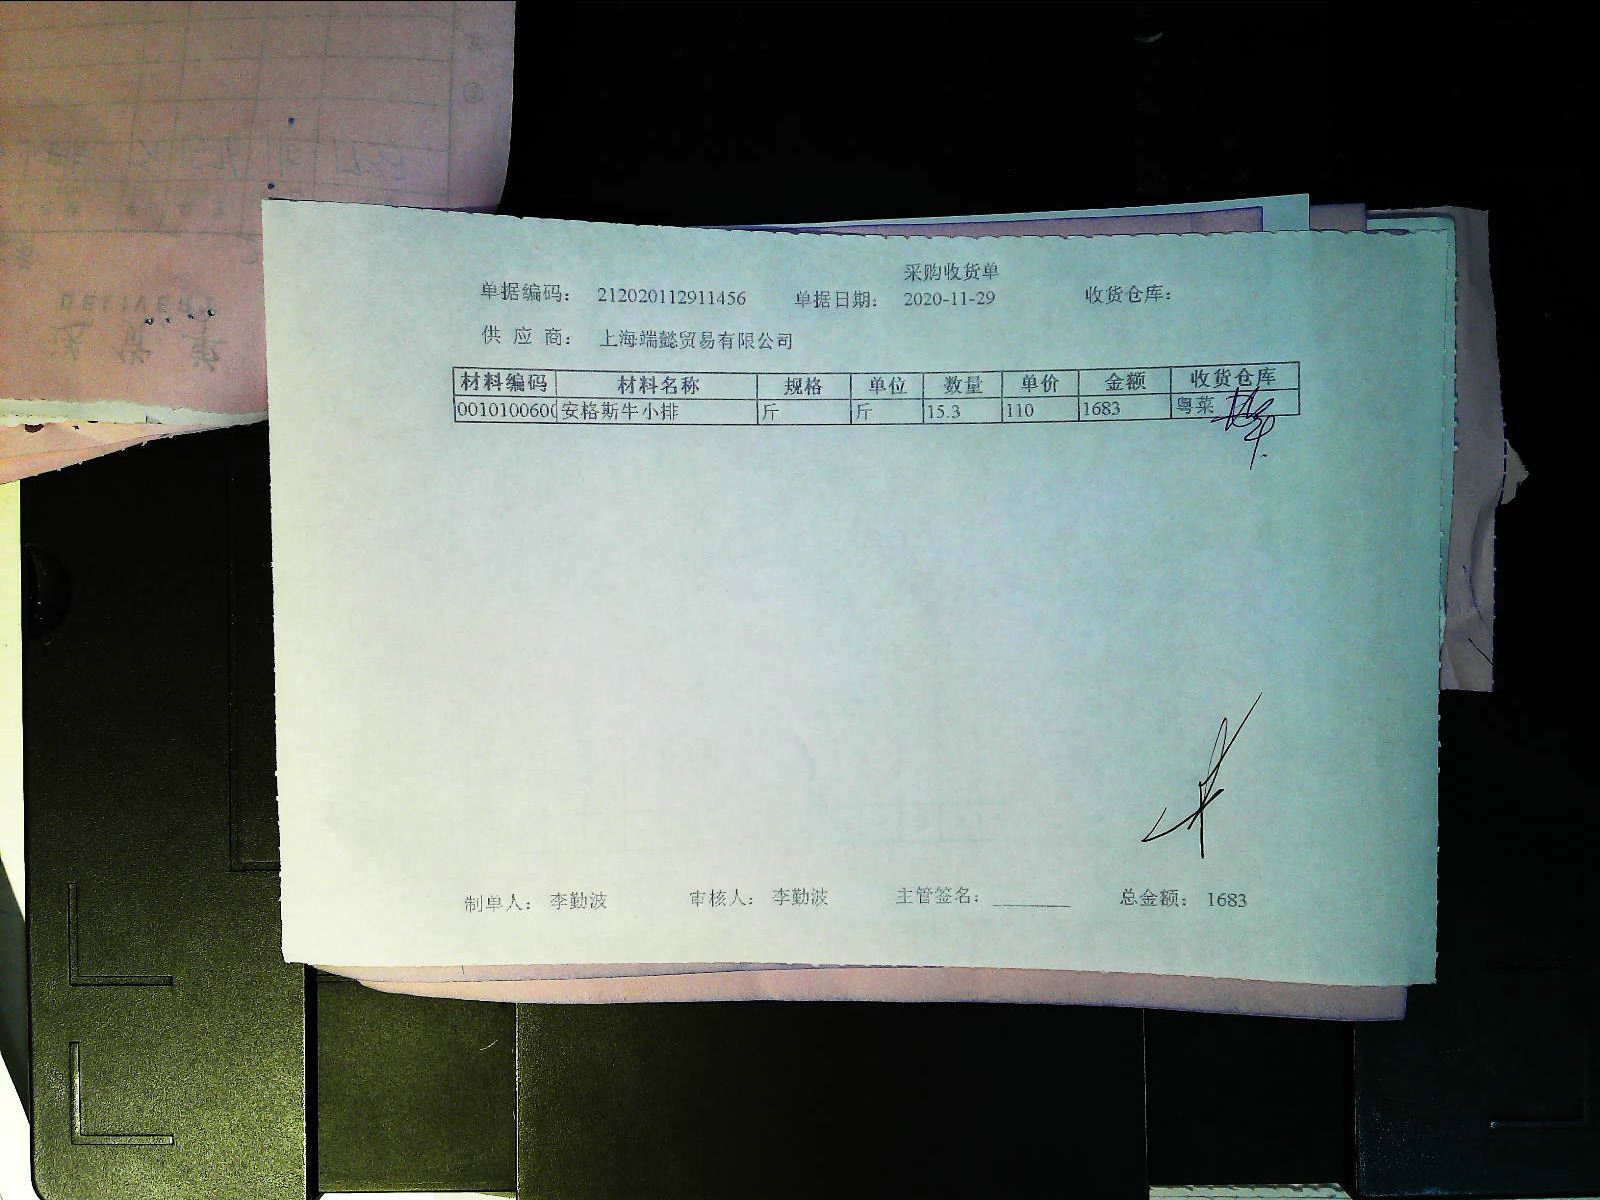 采购收货单
单据编码： 212020112911456 单据日期： 2020-11-29 收货仓库：
供 应 商： 上海端懿贸易有限公司
材料编码 材料名称 规格 单位 数量 单价 金额 收货仓库
0010100600 安格斯牛小排 斤 斤 15.3 110 1683 粤菜
制单人： 李勤波 审核人： 李勤波 主管签名：________ 总金额： 1683
DELIVERY